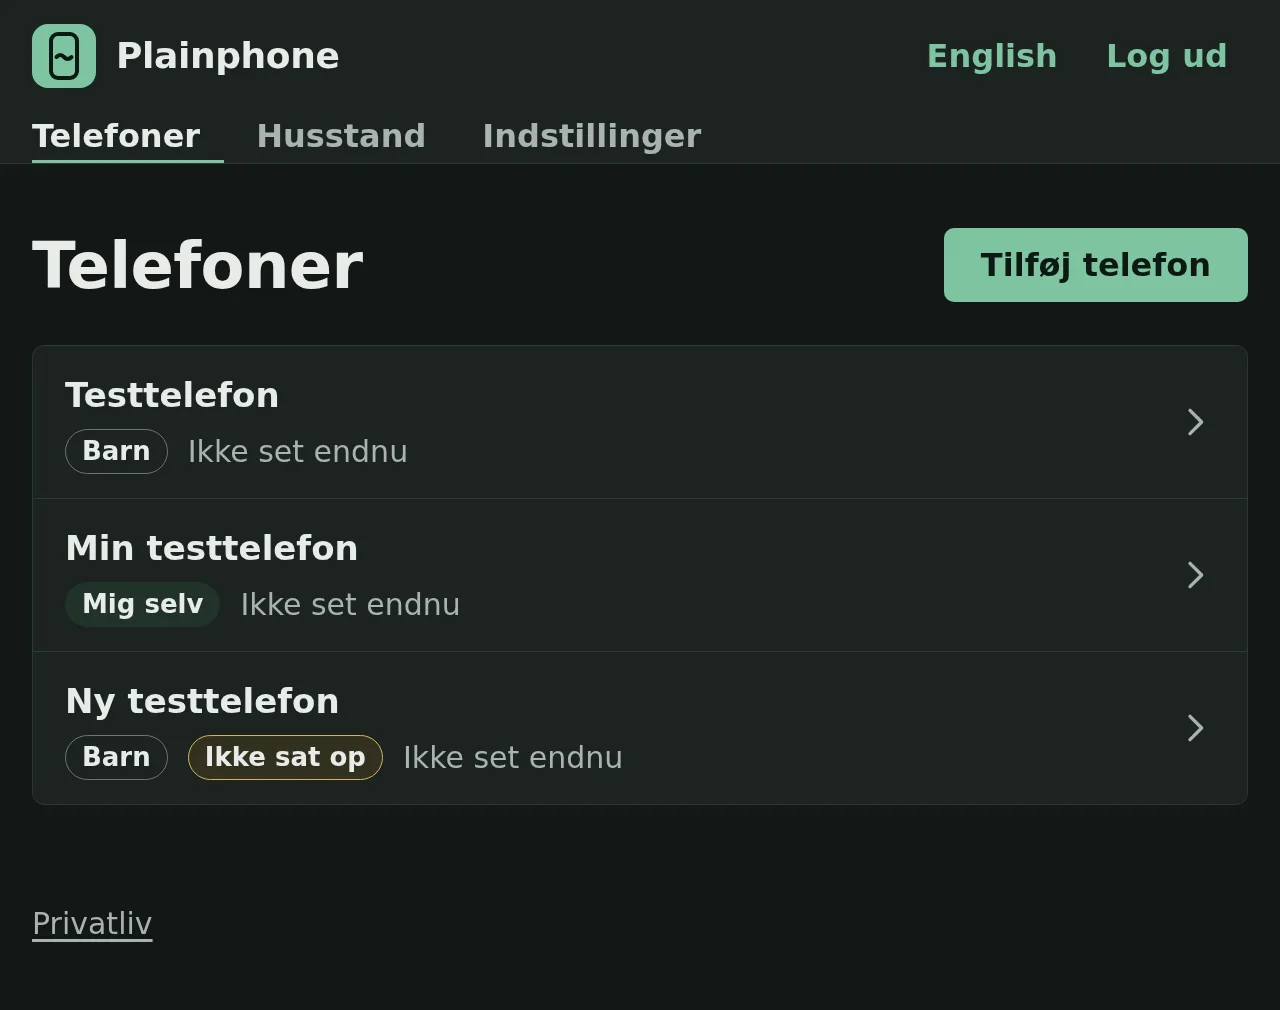 Plainphone
English Log ud
Telefoner Husstand Indstillinger
Telefoner
Tilføj telefon
Testtelefon
Barn Ikke set endnu
Min testtelefon
Mig selv Ikke set endnu
Ny testtelefon
Barn Ikke sat op Ikke set endnu
Privatliv